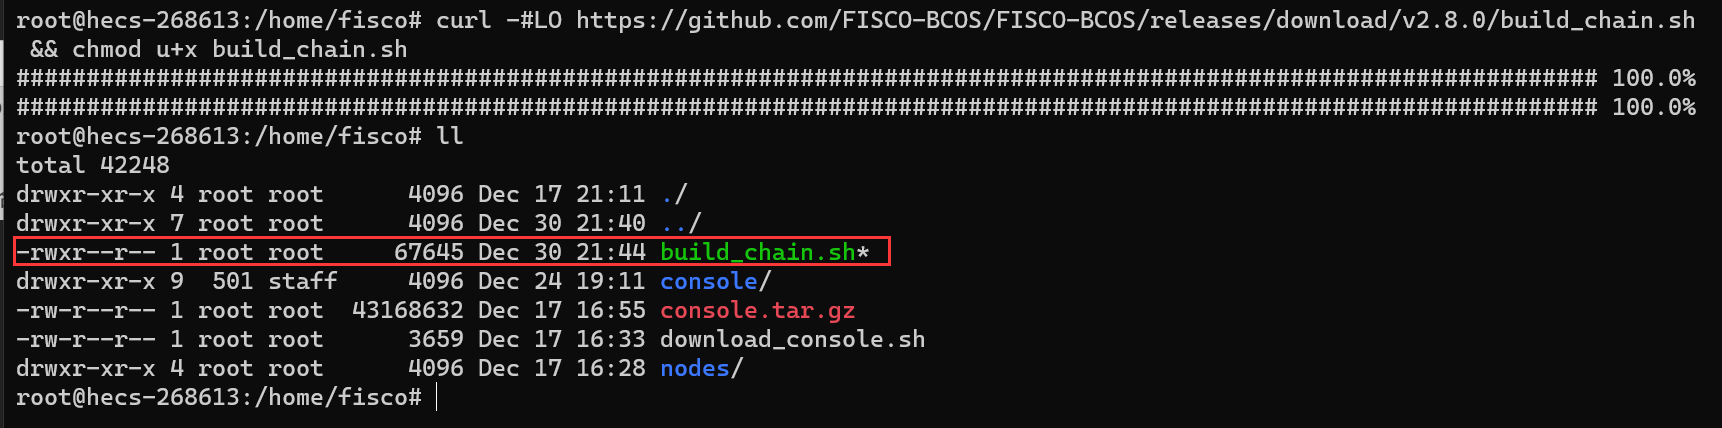 root@hecs-268613:/home/fisco# curl -#LO https://github.com/FISCO-BCOS/FISCO-BCOS/releases/download/v2.8.0/build_chain.sh
 && chmod u+x build_chain.sh
################################################################################################################# 100.0%
################################################################################################################# 100.0%
root@hecs-268613:/home/fisco# ll
total 42248
drwxr-xr-x 4 root root      4096 Dec 17 21:11 ./
drwxr-xr-x 7 root root      4096 Dec 30 21:40 ../
-rwxr--r-- 1 root root     67645 Dec 30 21:44 build_chain.sh*
drwxr-xr-x 9  501 staff     4096 Dec 24 19:11 console/
-rw-r--r-- 1 root root  43168632 Dec 17 16:55 console.tar.gz
-rw-r--r-- 1 root root      3659 Dec 17 16:33 download_console.sh
drwxr-xr-x 4 root root      4096 Dec 17 16:28 nodes/
root@hecs-268613:/home/fisco#